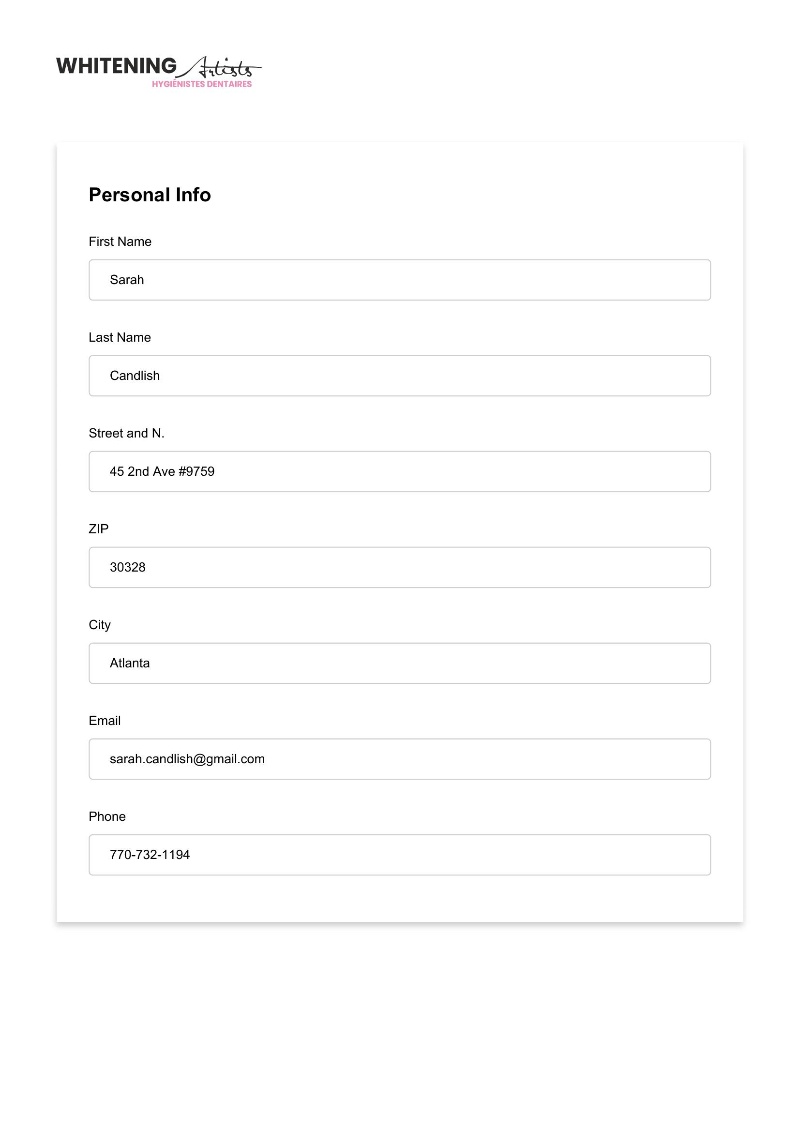 WHITENING Artists
HYGIÉNISTES DENTAIRES
Personal Info
First Name
Sarah
Last Name
Candlish
Street and N.
45 2nd Ave #9759
ZIP
30328
City
Atlanta
Email
sarah.candlish@gmail.com
Phone
770-732-1194